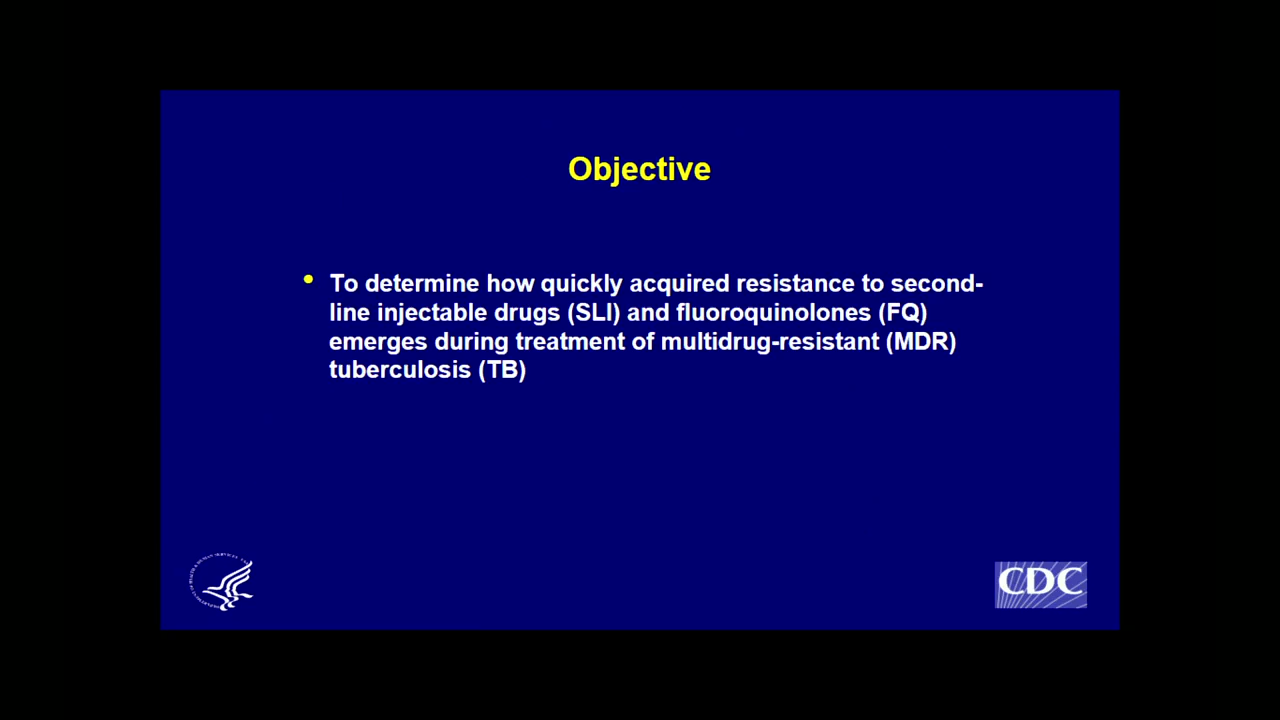 Objective
• To determine how quickly acquired resistance to second-
line injectable drugs (SLI) and fluoroquinolones (FQ)
emerges during treatment of multidrug-resistant (MDR)
tuberculosis (TB)
CDC